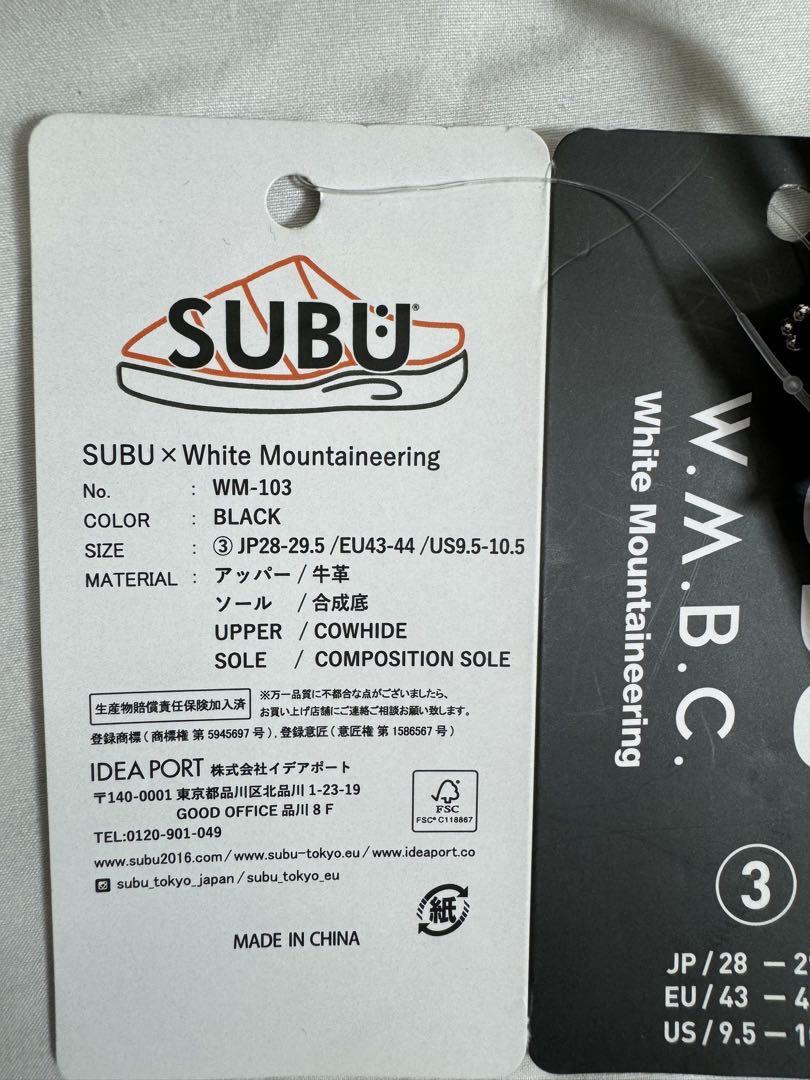 SUBU®
SUBU×White Mountaineering
No. : WM-103
COLOR : BLACK
SIZE : ③ JP28-29.5 /EU43-44 /US9.5-10.5
MATERIAL : アッパー / 牛革
ソール / 合成底
UPPER / COWHIDE
SOLE / COMPOSITION SOLE
生産物賠償責任保険加入済
※万一品質に不都合な点がございましたら、
お買い上げ店舗にご連絡ご相談お願い致します。
登録商標 ( 商標権 第 5945697 号 ) , 登録意匠 ( 意匠権 第 1586567 号 )
IDEA PORT 株式会社イデアポート
〒140-0001 東京都品川区北品川 1-23-19
GOOD OFFICE 品川 8 F
TEL:0120-901-049
FSC
FSC® C118867
www.subu2016.com / www.subu-tokyo.eu / www.ideaport.co
subu_tokyo_japan / subu_tokyo_eu
紙
MADE IN CHINA
W.M.B.C.
White Mountaineering
③
JP / 28 — 2
EU / 43 — 4
US / 9.5 — 1